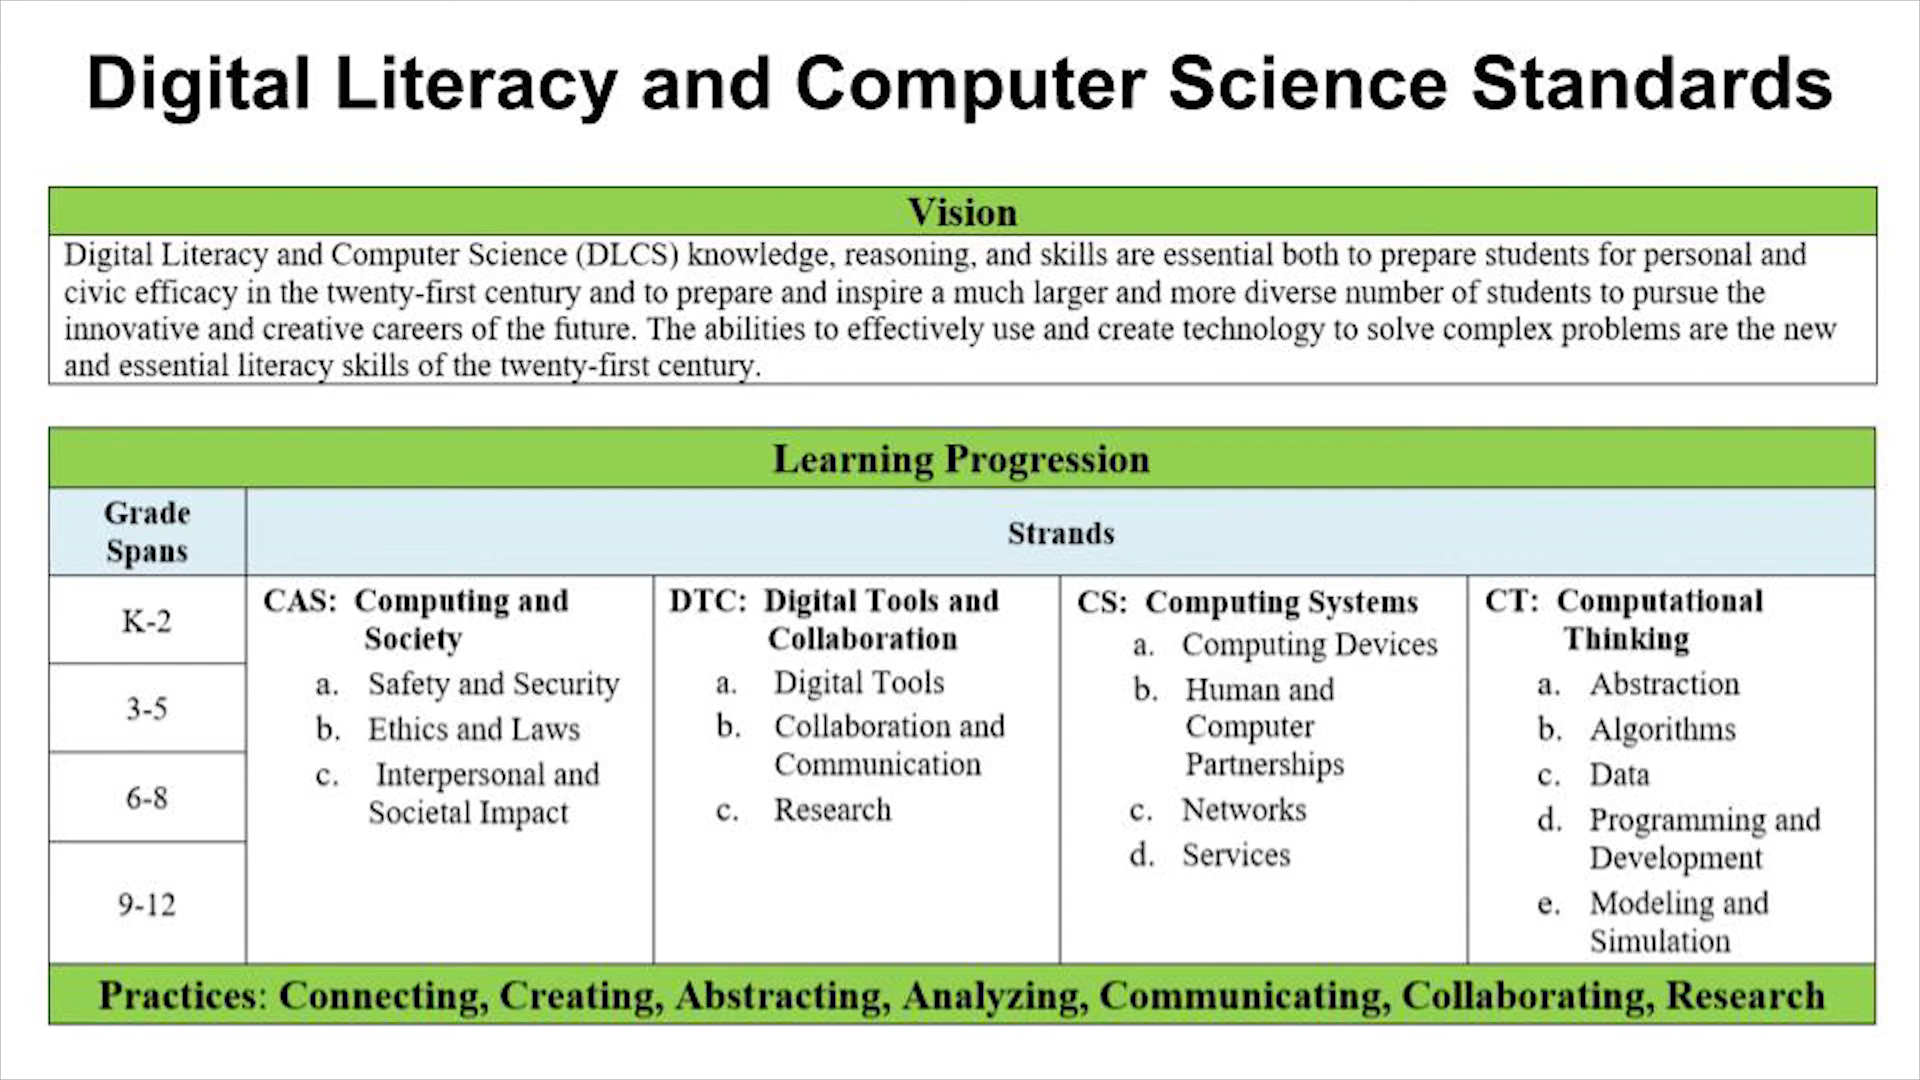 Digital Literacy and Computer Science Standards
Vision
Digital Literacy and Computer Science (DLCS) knowledge, reasoning, and skills are essential both to prepare students for personal and
civic efficacy in the twenty-first century and to prepare and inspire a much larger and more diverse number of students to pursue the
innovative and creative careers of the future. The abilities to effectively use and create technology to solve complex problems are the new
and essential literacy skills of the twenty-first century.
Learning Progression
Grade
Spans
Strands
K-2
3-5
6-8
9-12
CAS: Computing and
Society
a. Safety and Security
b. Ethics and Laws
c. Interpersonal and
Societal Impact
DTC: Digital Tools and
Collaboration
a. Digital Tools
b. Collaboration and
Communication
c. Research
CS: Computing Systems
a. Computing Devices
b. Human and
Computer
Partnerships
c. Networks
d. Services
CT: Computational
Thinking
a. Abstraction
b. Algorithms
c. Data
d. Programming and
Development
e. Modeling and
Simulation
Practices: Connecting, Creating, Abstracting, Analyzing, Communicating, Collaborating, Research